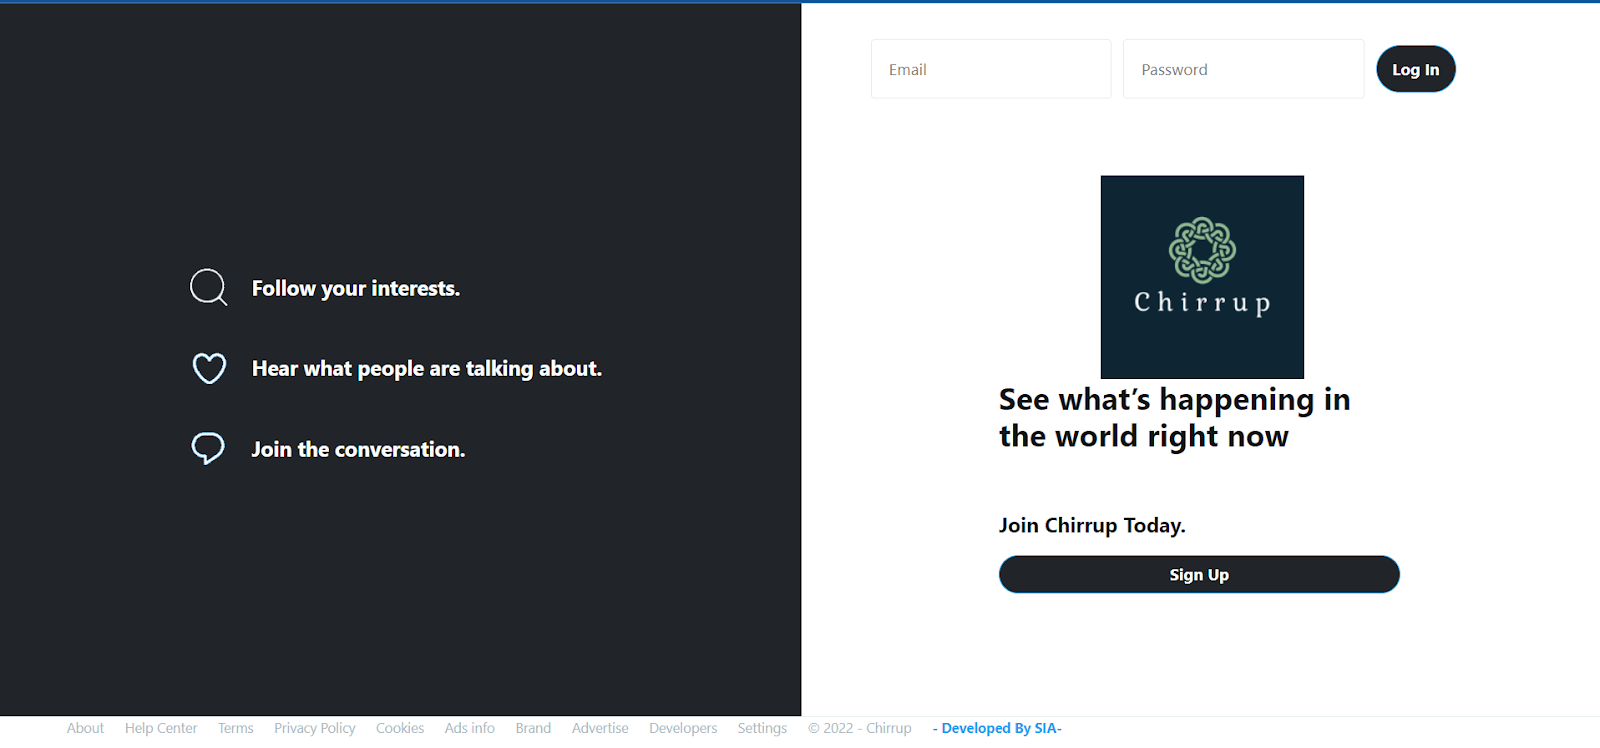 Follow your interests.
Hear what people are talking about.
Join the conversation.
Email Password Log In
Chirrup
See what’s happening in
the world right now
Join Chirrup Today.
Sign Up
About Help Center Terms Privacy Policy Cookies Ads info Brand Advertise Developers Settings © 2022 - Chirrup - Developed By SIA-